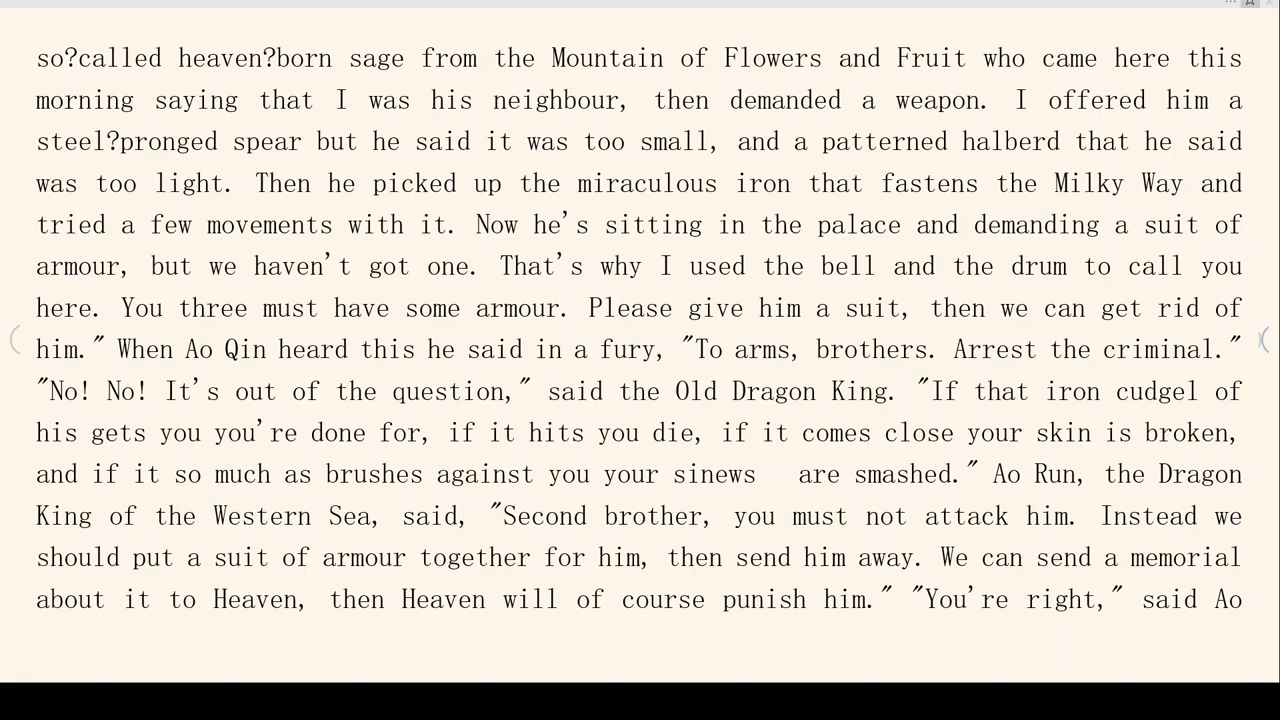 so?called heaven?born sage from the Mountain of Flowers and Fruit who came here this
morning saying that I was his neighbour, then demanded a weapon. I offered him a
steel?pronged spear but he said it was too small, and a patterned halberd that he said
was too light. Then he picked up the miraculous iron that fastens the Milky Way and
tried a few movements with it. Now he's sitting in the palace and demanding a suit of
armour, but we haven't got one. That's why I used the bell and the drum to call you
here. You three must have some armour. Please give him a suit, then we can get rid of
him." When Ao Qin heard this he said in a fury, "To arms, brothers. Arrest the criminal."
"No! No! It's out of the question," said the Old Dragon King. "If that iron cudgel of
his gets you you're done for, if it hits you die, if it comes close your skin is broken,
and if it so much as brushes against you your sinews are smashed." Ao Run, the Dragon
King of the Western Sea, said, "Second brother, you must not attack him. Instead we
should put a suit of armour together for him, then send him away. We can send a memorial
about it to Heaven, then Heaven will of course punish him." "You're right," said Ao